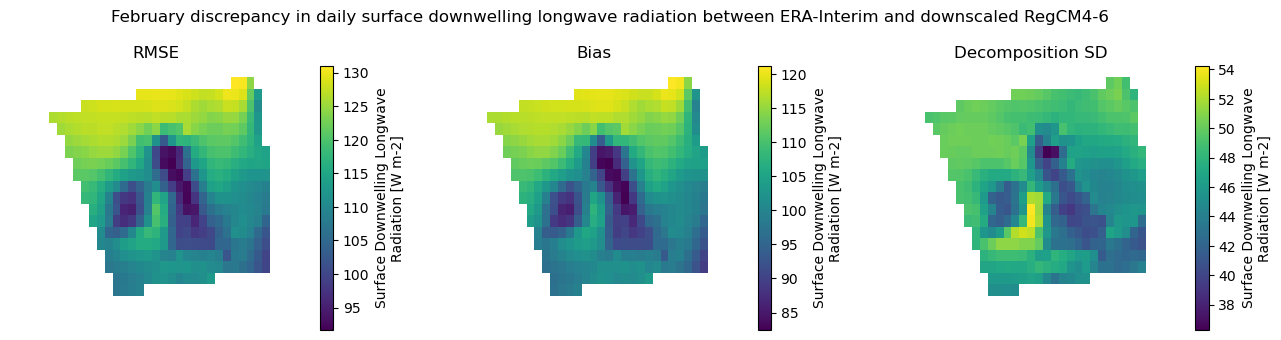 February discrepancy in daily surface downwelling longwave radiation between ERA-Interim and downscaled RegCM4-6
RMSE
130
125
120
115
110
105
100
95
Surface Downwelling Longwave
Radiation [W m-2]
Bias
120
115
110
105
100
95
90
85
Surface Downwelling Longwave
Radiation [W m-2]
Decomposition SD
54
52
50
48
46
44
42
40
38
Surface Downwelling Longwave
Radiation [W m-2]